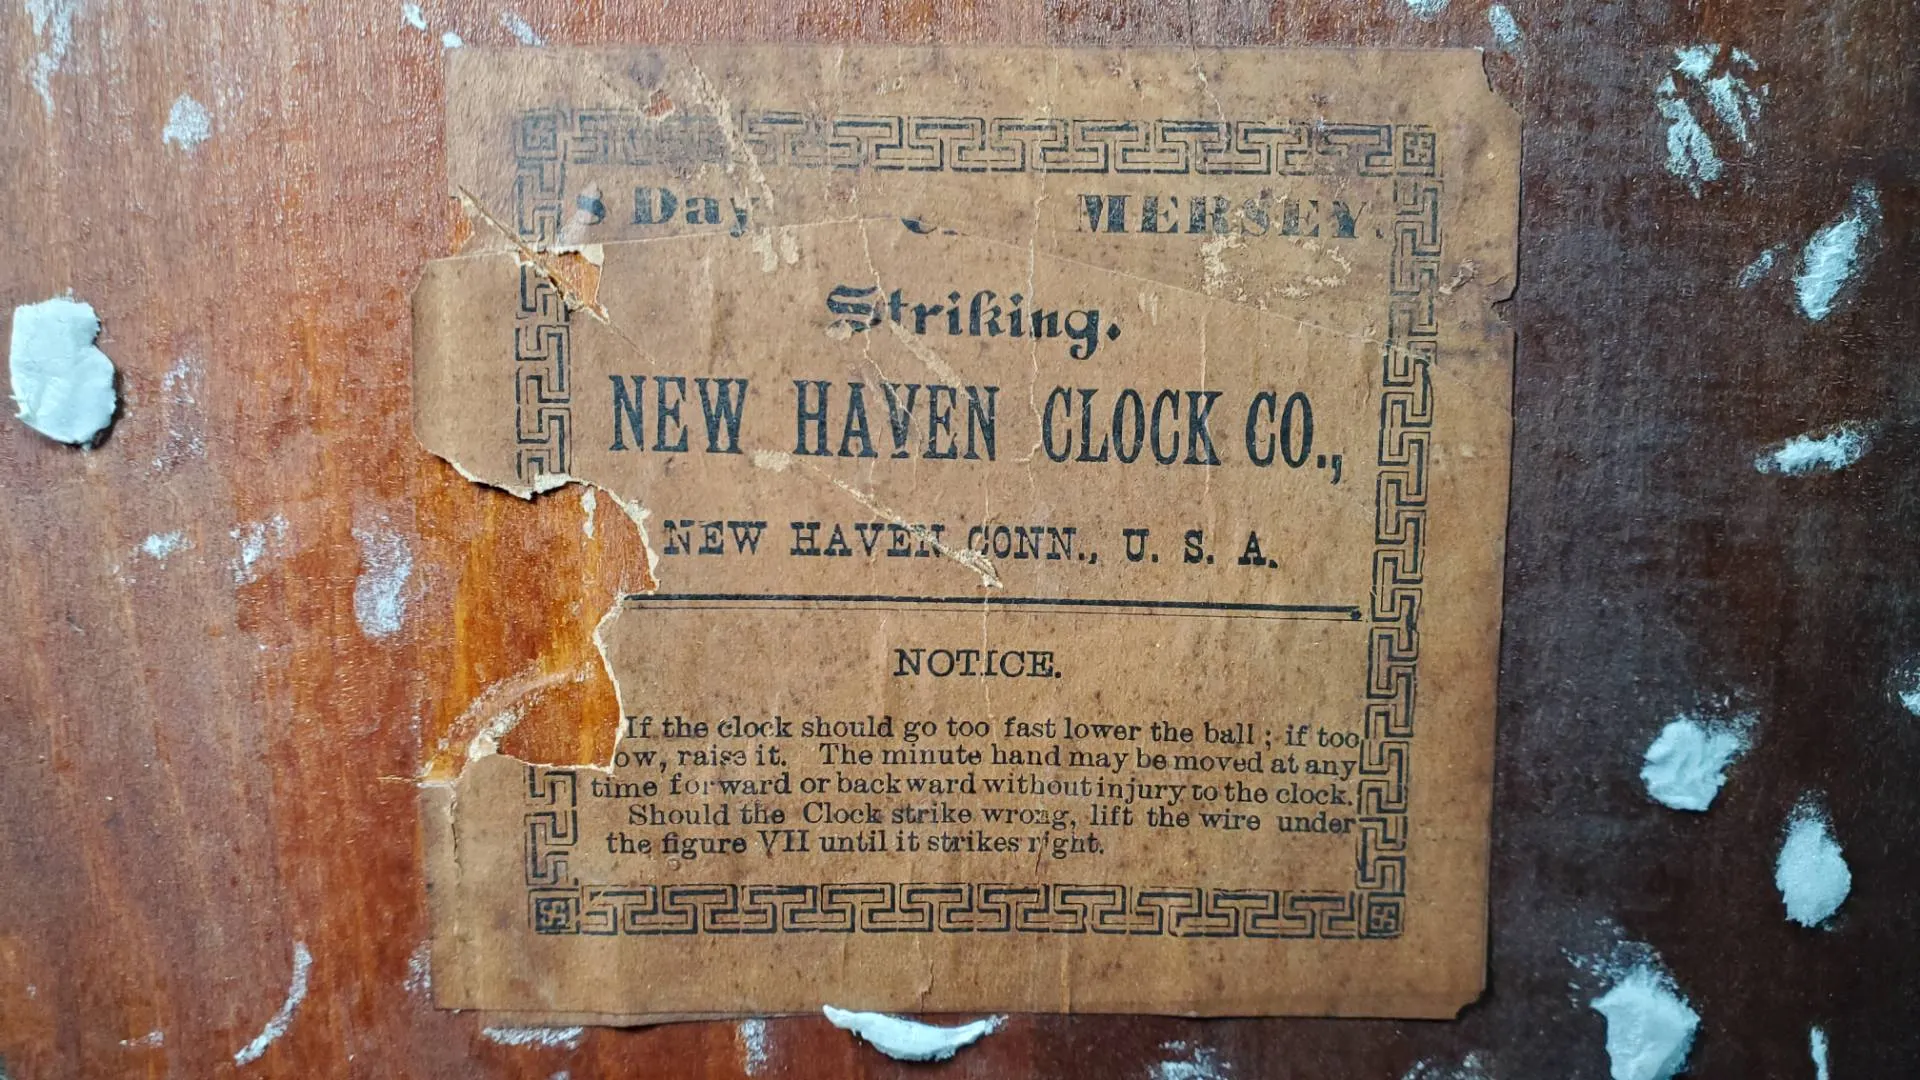 8 Day MERSEY.
Striking.
NEW HAVEN CLOCK CO.,
NEW HAVEN CONN., U. S. A.
NOTICE.
If the clock should go too fast lower the ball ; if too
ow, raise it. The minute hand may be moved at any
time forward or backward without injury to the clock.
Should the Clock strike wrong, lift the wire under
the figure VII until it strikes right.